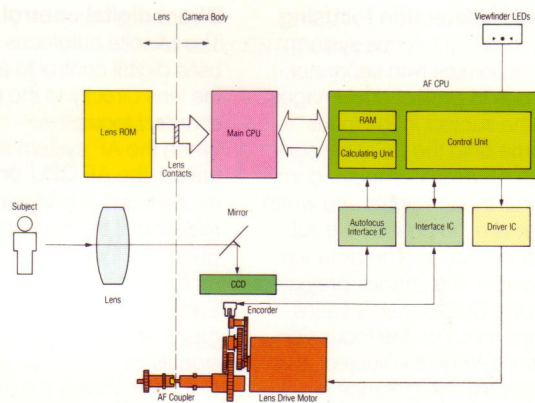 Lens
Camera Body
Viewfinder LEDs
AF CPU
Lens ROM
Main CPU
RAM
Calculating Unit
Control Unit
Lens
Contacts
Subject
Mirror
Autofocus
Interface IC
Interface IC
Driver IC
Lens
CCD
Encorder
AF Coupler
Lens Drive Motor